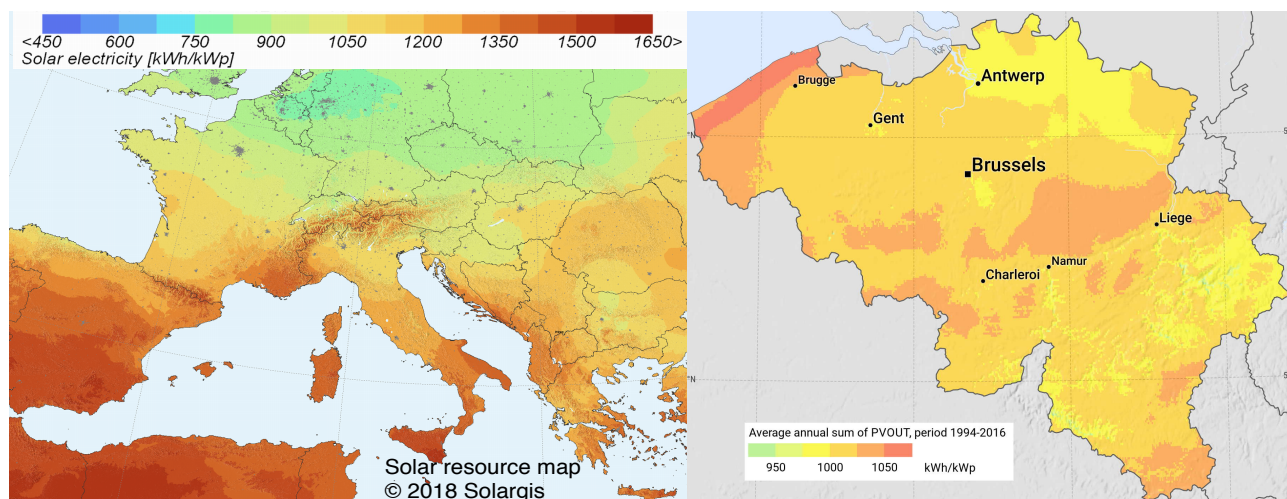 <450 600 750 900 1050 1200 1350 1500 1650>
Solar electricity [kWh/kWp]
Solar resource map
© 2018 Solargis
Brugge
Antwerp
Gent
Brussels
Liege
Namur
Charleroi
Average annual sum of PVOUT, period 1994-2016
950 1000 1050 kWh/kWp